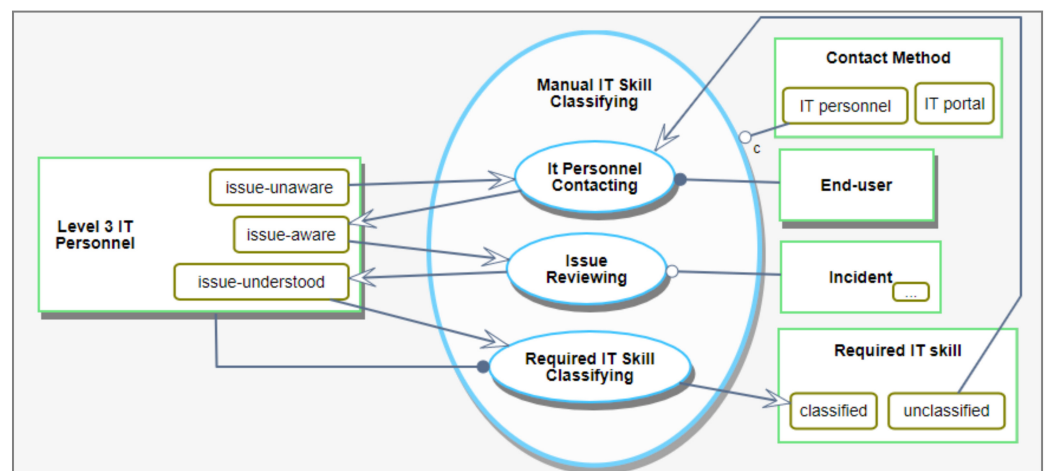 Manual IT Skill
Classifying
Contact Method
IT personnel
IT portal
c
Level 3 IT
Personnel
issue-unaware
issue-aware
issue-understood
It Personnel
Contacting
End-user
Issue
Reviewing
Incident
...
Required IT Skill
Classifying
Required IT skill
classified
unclassified